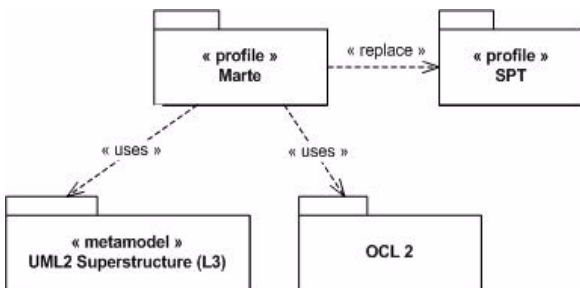 « profile »
Marte
« replace »
« profile »
SPT
« uses »
« uses »
« metamodel »
UML2 Superstructure (L3)
OCL 2